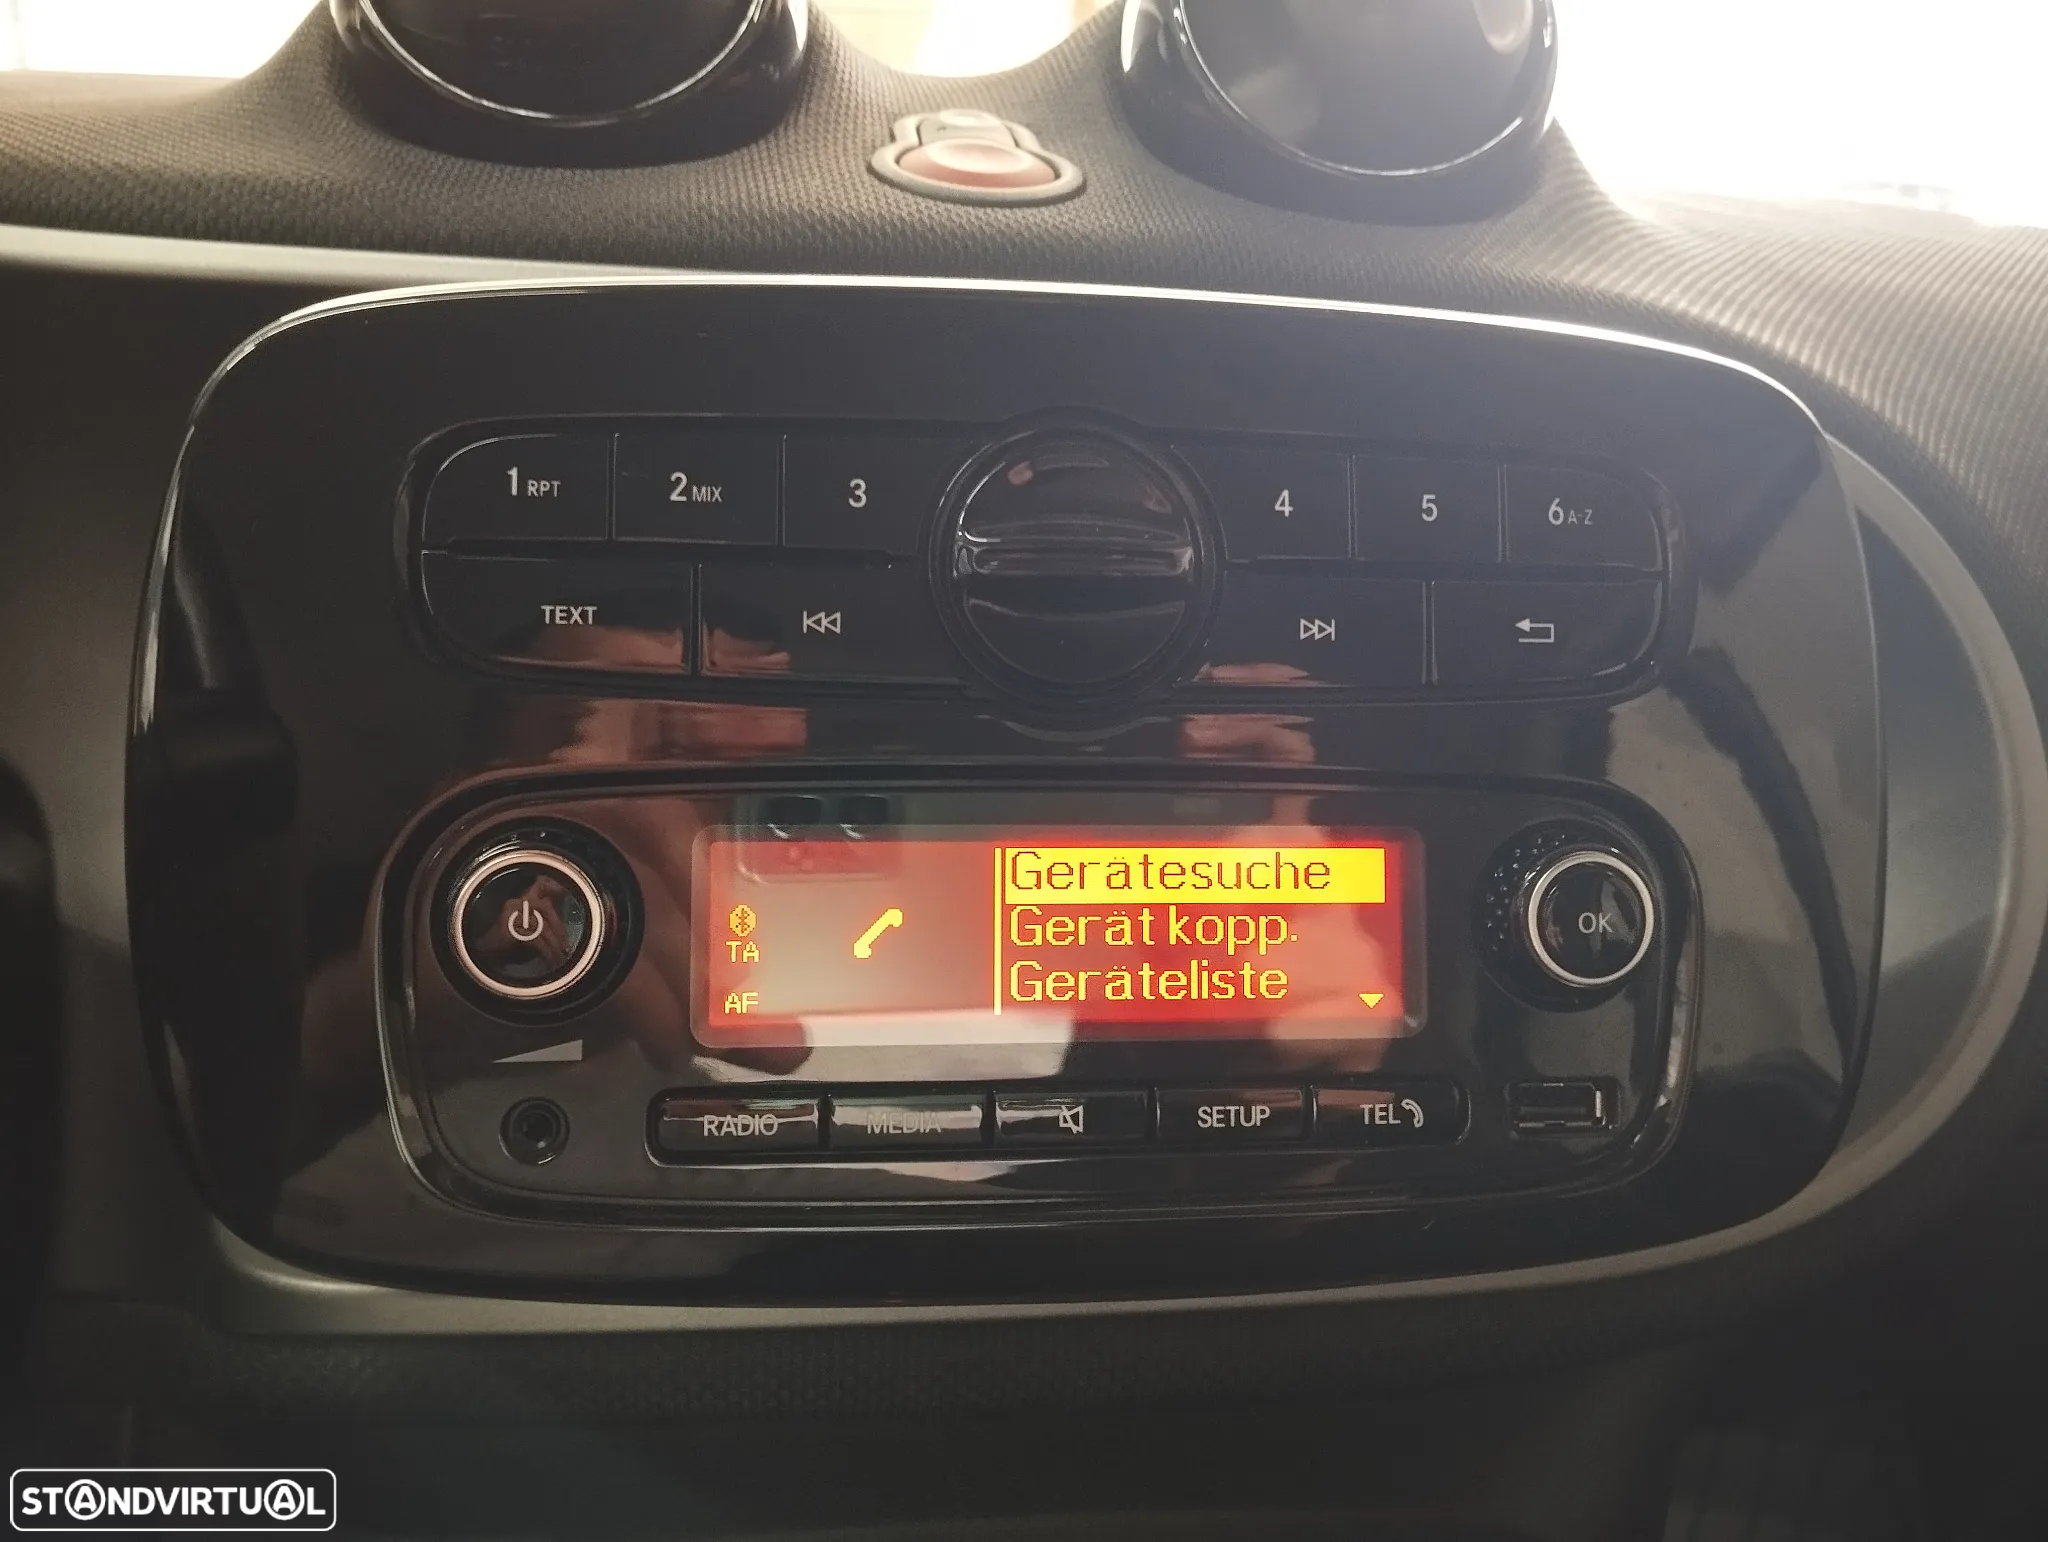 1 RPT 2 MIX 3 4 5 6 A-Z
TEXT
Gerätesuche
Gerät kopp.
Geräteliste
TA
AF
OK
RADIO MEDIA SETUP TEL
STANDVIRTUAL